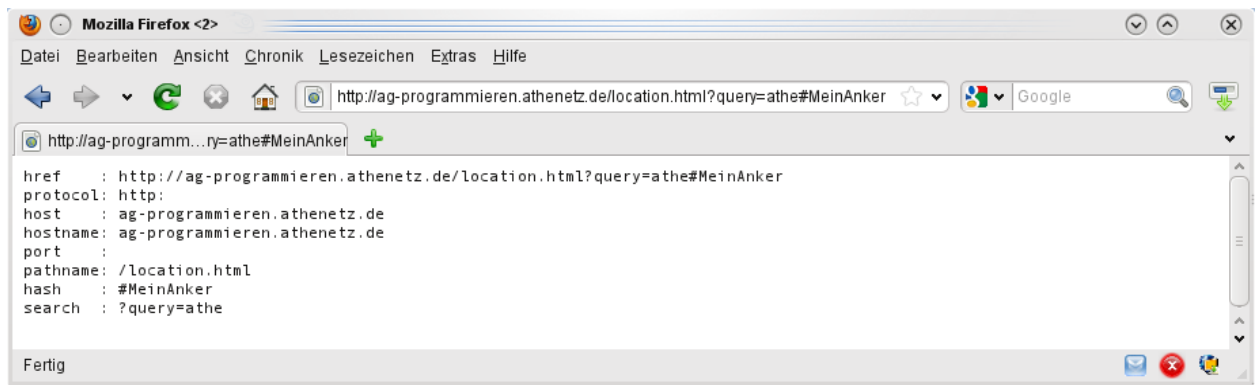 Mozilla Firefox <2>
Datei Bearbeiten Ansicht Chronik Lesezeichen Extras Hilfe
http://ag-programmieren.athenetz.de/location.html?query=athe#MeinAnker Google
http://ag-programm...ry=athe#MeinAnker
href    : http://ag-programmieren.athenetz.de/location.html?query=athe#MeinAnker
protocol: http:
host    : ag-programmieren.athenetz.de
hostname: ag-programmieren.athenetz.de
port    :
pathname: /location.html
hash    : #MeinAnker
search  : ?query=athe
Fertig